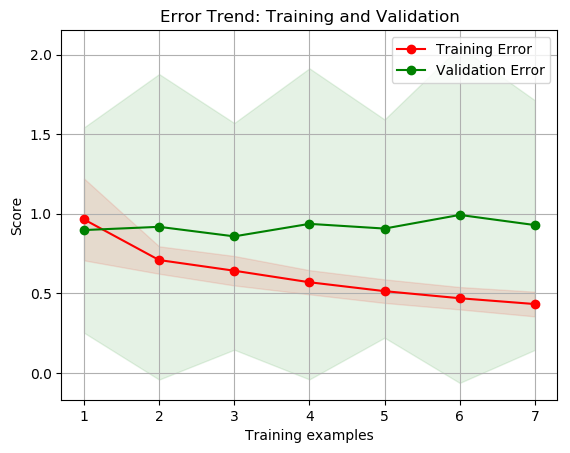 Error Trend: Training and Validation
Training Error
Validation Error
Score
2.0
1.5
1.0
0.5
0.0
1 2 3 4 5 6 7
Training examples